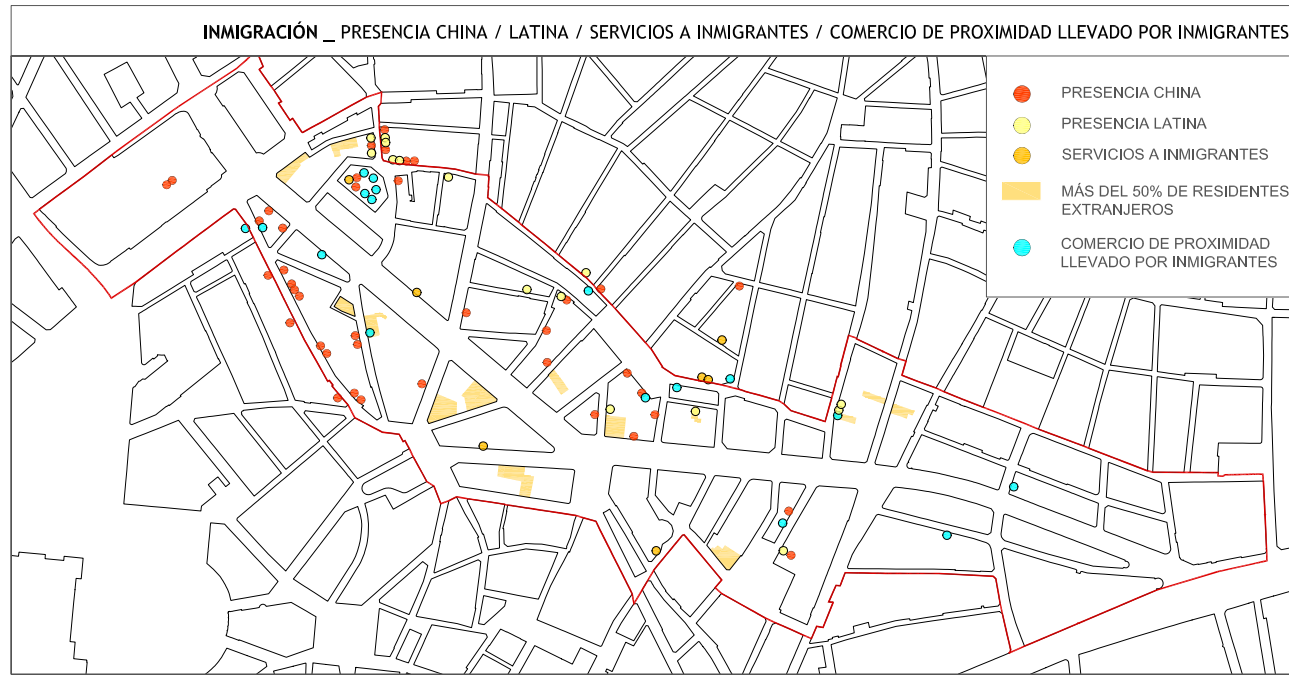 INMIGRACIÓN _ PRESENCIA CHINA / LATINA / SERVICIOS A INMIGRANTES / COMERCIO DE PROXIMIDAD LLEVADO POR INMIGRANTES
PRESENCIA CHINA
PRESENCIA LATINA
SERVICIOS A INMIGRANTES
MÁS DEL 50% DE RESIDENTES
EXTRANJEROS
COMERCIO DE PROXIMIDAD
LLEVADO POR INMIGRANTES